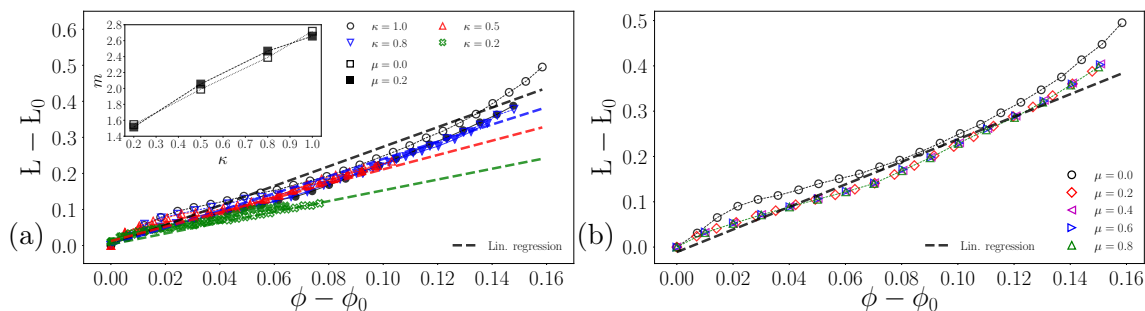 0.6
0.5
0.4
0.3
0.2
0.1
0.0
L − L0
2.8
2.6
2.4
2.2
2.0
1.8
1.6
1.4
m
0.2 0.3 0.4 0.5 0.6 0.7 0.8 0.9 1.0
κ
κ = 1.0
κ = 0.8
μ = 0.0
μ = 0.2
κ = 0.5
κ = 0.2
Lin. regression
(a)
0.00 0.02 0.04 0.06 0.08 0.10 0.12 0.14 0.16
ϕ − ϕ0
0.5
0.4
0.3
0.2
0.1
0.0
L − L0
μ = 0.0
μ = 0.2
μ = 0.4
μ = 0.6
μ = 0.8
Lin. regression
(b)
0.00 0.02 0.04 0.06 0.08 0.10 0.12 0.14 0.16
ϕ − ϕ0